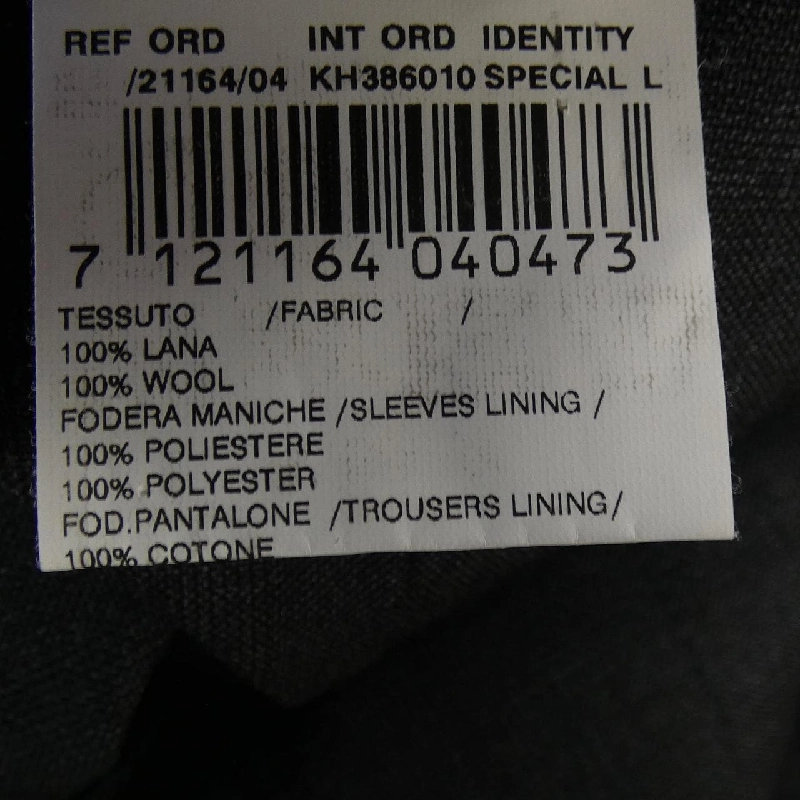 REF ORD INT ORD IDENTITY
/21164/04 KH386010 SPECIAL L
7 121164 040473
TESSUTO /FABRIC /
100% LANA
100% WOOL
FODERA MANICHE /SLEEVES LINING /
100% POLIESTERE
100% POLYESTER
FOD.PANTALONE /TROUSERS LINING/
100% COTONE